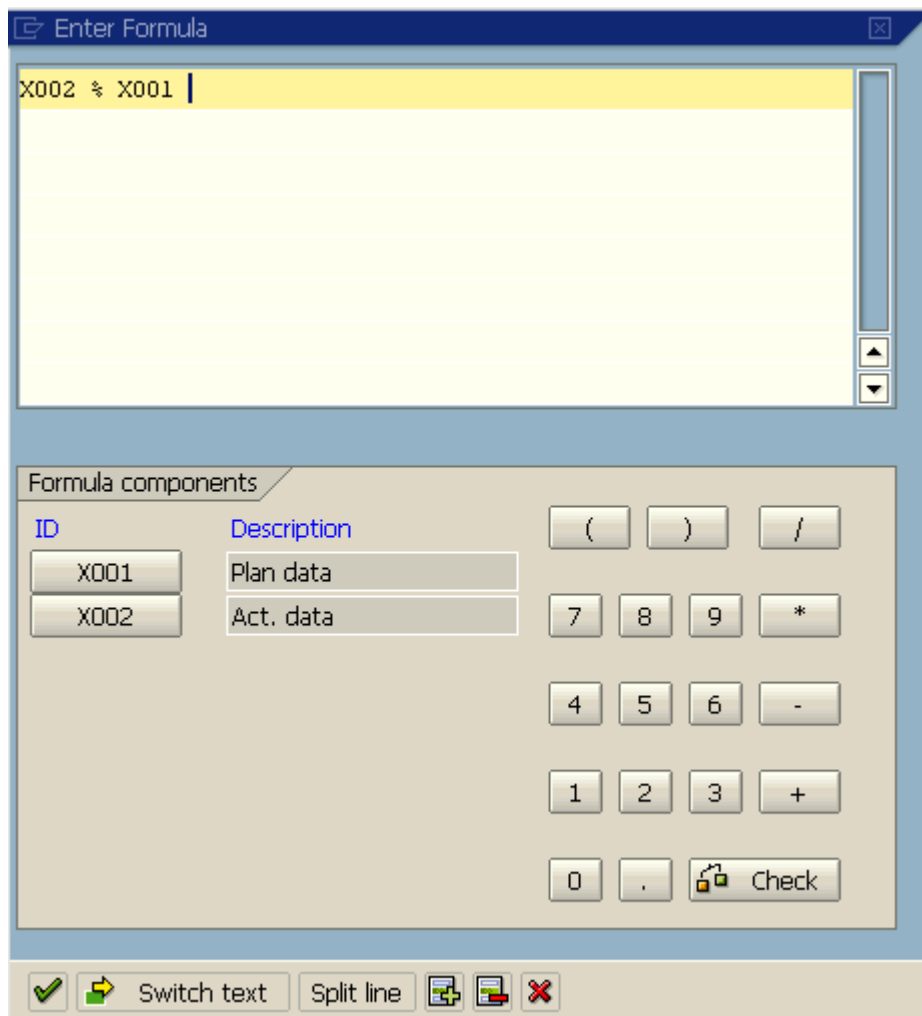 Enter Formula
X002 % X001
Formula components
ID Description ( ) /
X001 Plan data
X002 Act. data 7 8 9 *
4 5 6 -
1 2 3 +
0 . Check
Switch text Split line